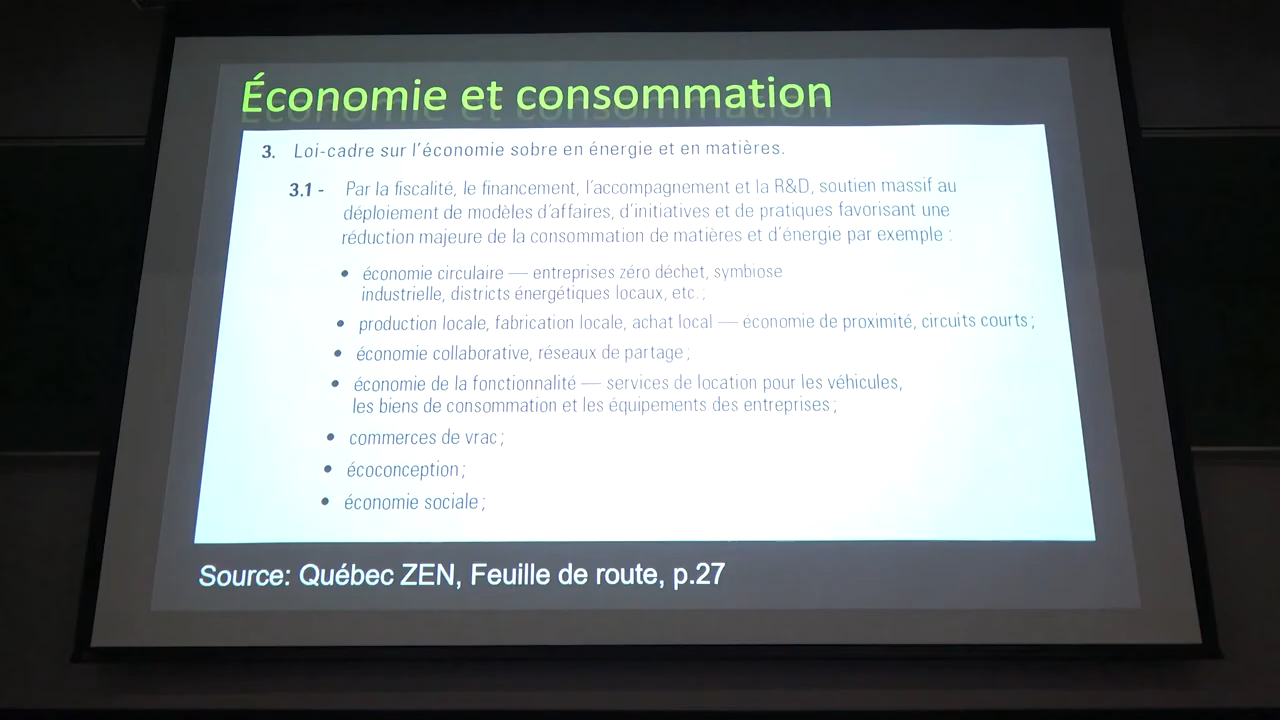 Économie et consommation
3. Loi-cadre sur l'économie sobre en énergie et en matières.
3.1 - Par la fiscalité, le financement, l'accompagnement et la R&D, soutien massif au
déploiement de modèles d'affaires, d'initiatives et de pratiques favorisant une
réduction majeure de la consommation de matières et d'énergie par exemple :
• économie circulaire — entreprises zéro déchet, symbiose
industrielle, districts énergétiques locaux, etc. ;
• production locale, fabrication locale, achat local — économie de proximité, circuits courts ;
• économie collaborative, réseaux de partage ;
• économie de la fonctionnalité — services de location pour les véhicules,
les biens de consommation et les équipements des entreprises ;
• commerces de vrac ;
• écoconception ;
• économie sociale ;
Source: Québec ZEN, Feuille de route, p.27